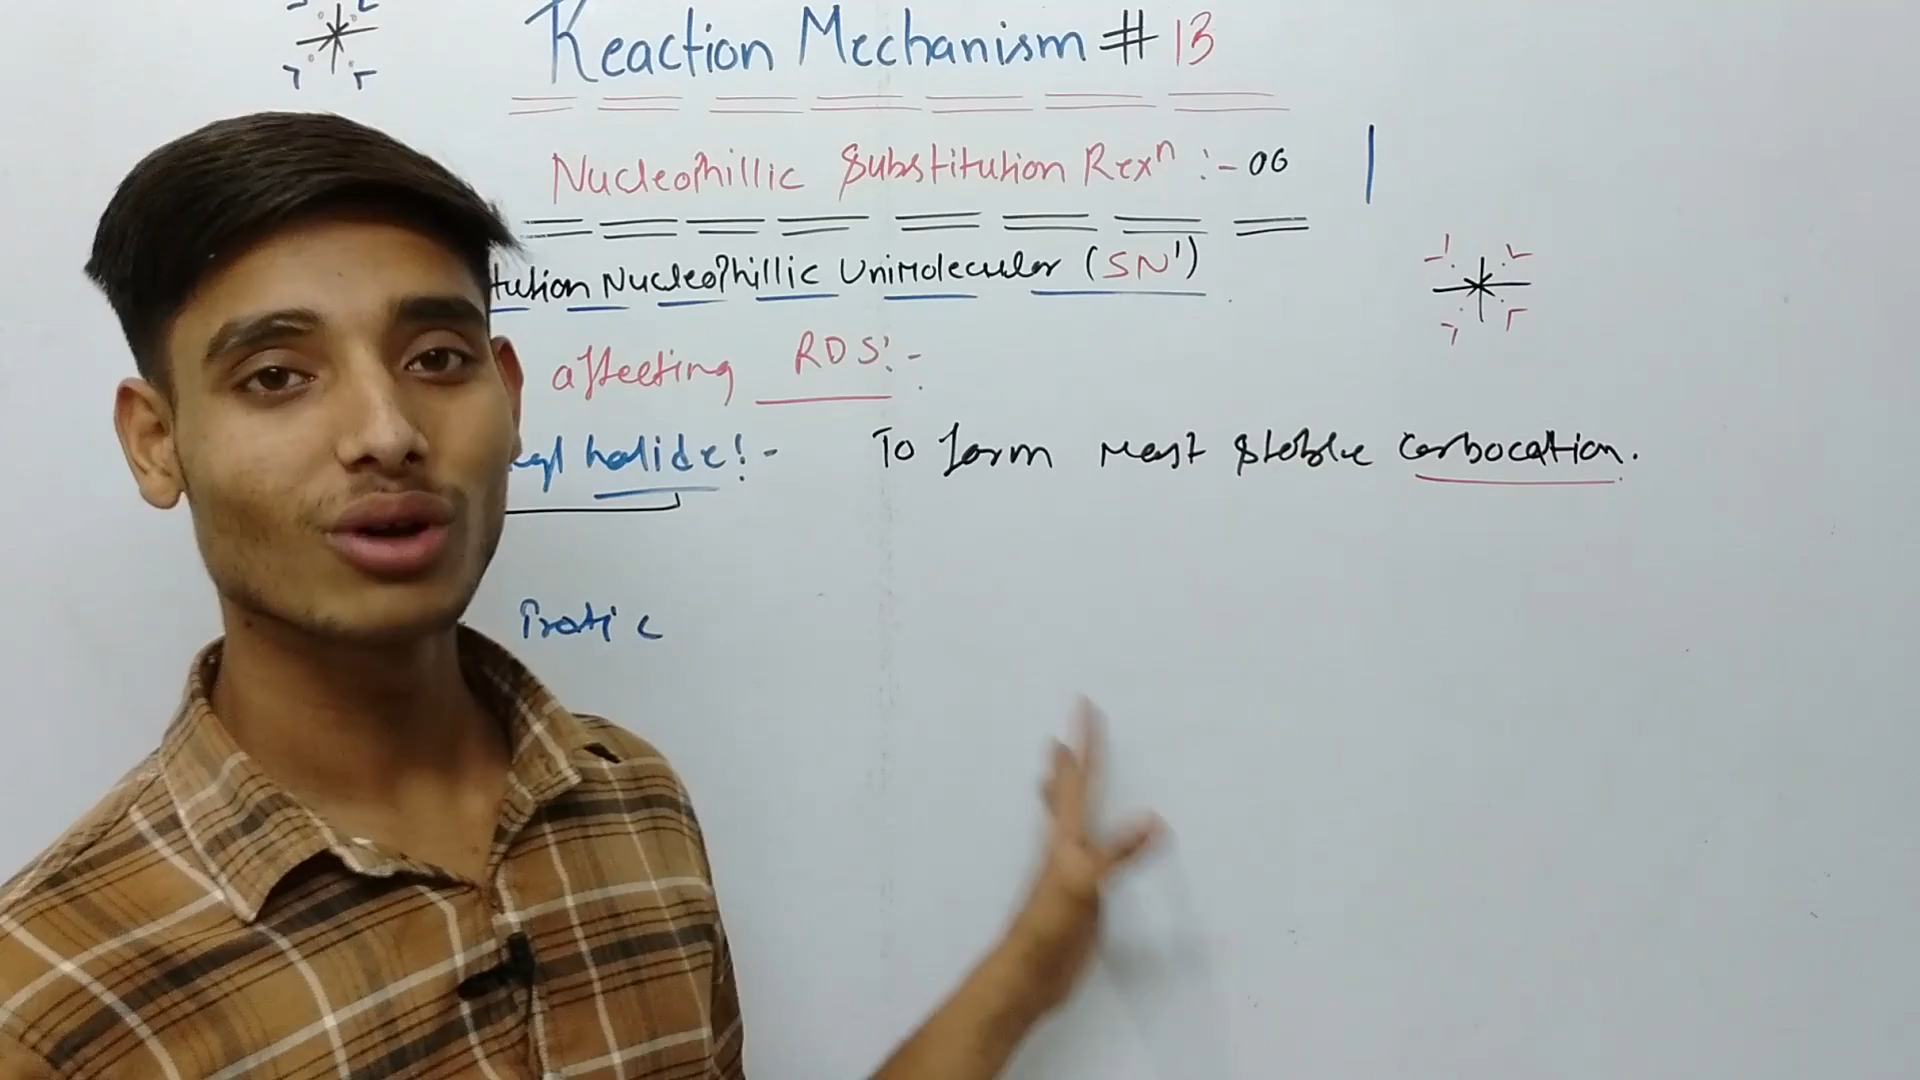 Reaction Mechanism # 13
Nucleophillic Substitution Rexn :- 06
tution Nucleophillic Unimolecular (SN1)
affecting RDS :-
halide :- To form most stable carbocation.
Protic